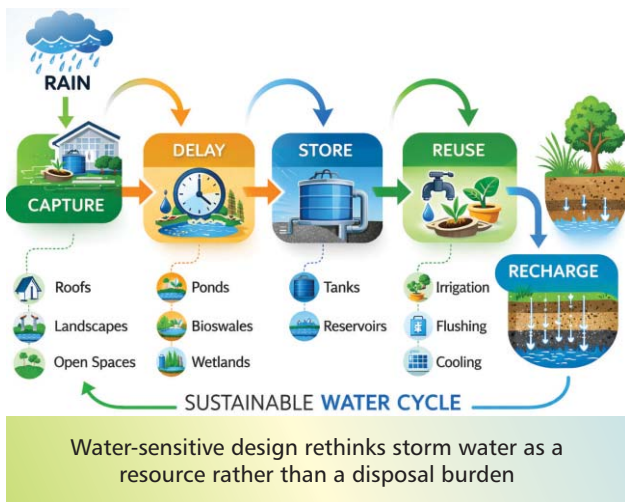 RAIN
CAPTURE
DELAY
STORE
REUSE
RECHARGE
Roofs
Landscapes
Open Spaces
Ponds
Bioswales
Wetlands
Tanks
Reservoirs
Irrigation
Flushing
Cooling
SUSTAINABLE WATER CYCLE
Water-sensitive design rethinks storm water as a
resource rather than a disposal burden